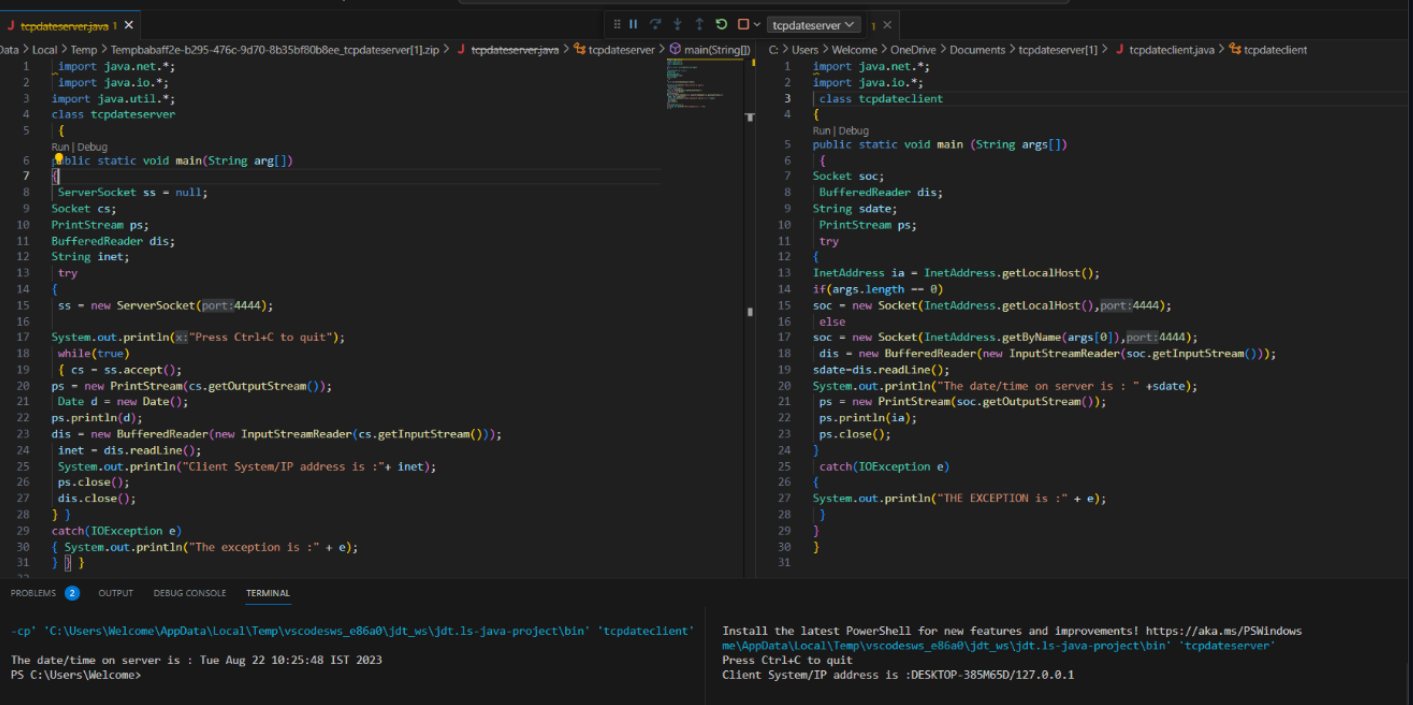 tcpdateserver.java 1 ×
tcpdateserver
1 ×
Data > Local > Temp > Tempbabaff2e-b295-476c-9d70-8b35bf80b8ee_tcpdateserver[1].zip > J tcpdateserver.java > tcpdateserver > main(String[])
1 import java.net.*;
2 import java.io.*;
3 import java.util.*;
4 class tcpdateserver
5 {
Run | Debug
6 public static void main(String arg[])
7 {
8 ServerSocket ss = null;
9 Socket cs;
10 PrintStream ps;
11 BufferedReader dis;
12 String inet;
13 try
14 {
15 ss = new ServerSocket(port:4444);
16
17 System.out.println(x:"Press Ctrl+C to quit");
18 while(true)
19 { cs = ss.accept();
20 ps = new PrintStream(cs.getOutputStream());
21 Date d = new Date();
22 ps.println(d);
23 dis = new BufferedReader(new InputStreamReader(cs.getInputStream()));
24 inet = dis.readLine();
25 System.out.println("Client System/IP address is :"+ inet);
26 ps.close();
27 dis.close();
28 } }
29 catch(IOException e)
30 { System.out.println("The exception is :" + e);
31 } } }
C: > Users > Welcome > OneDrive > Documents > tcpdateserver[1] > J tcpdateclient.java > tcpdateclient
1 import java.net.*;
2 import java.io.*;
3 class tcpdateclient
4 {
Run | Debug
5 public static void main (String args[])
6 {
7 Socket soc;
8 BufferedReader dis;
9 String sdate;
10 PrintStream ps;
11 try
12 {
13 InetAddress ia = InetAddress.getLocalHost();
14 if(args.length == 0)
15 soc = new Socket(InetAddress.getLocalHost(),port:4444);
16 else
17 soc = new Socket(InetAddress.getByName(args[0]),port:4444);
18 dis = new BufferedReader(new InputStreamReader(soc.getInputStream()));
19 sdate=dis.readLine();
20 System.out.println("The date/time on server is : " +sdate);
21 ps = new PrintStream(soc.getOutputStream());
22 ps.println(ia);
23 ps.close();
24 }
25 catch(IOException e)
26 {
27 System.out.println("THE EXCEPTION is :" + e);
28 }
29 }
30 }
31
PROBLEMS 2 OUTPUT DEBUG CONSOLE TERMINAL
-cp' 'C:\Users\Welcome\AppData\Local\Temp\vscodesws_e86a0\jdt_ws\jdt.ls-java-project\bin' 'tcpdateclient'
The date/time on server is : Tue Aug 22 10:25:48 IST 2023
PS C:\Users\Welcome>
Install the latest PowerShell for new features and improvements! https://aka.ms/PSWindows
me\AppData\Local\Temp\vscodesws_e86a0\jdt_ws\jdt.ls-java-project\bin' 'tcpdateserver'
Press Ctrl+C to quit
Client System/IP address is :DESKTOP-385M65D/127.0.0.1